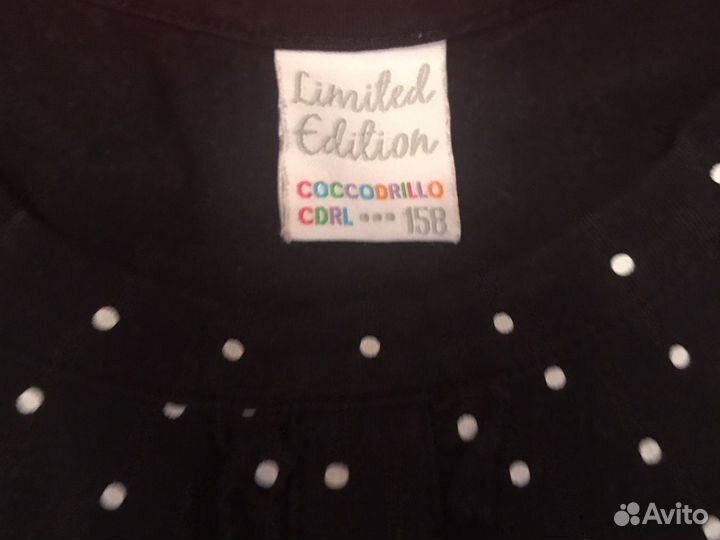 Limited
Edition
COCCODRILLO
CDRL ••• 158
Avito